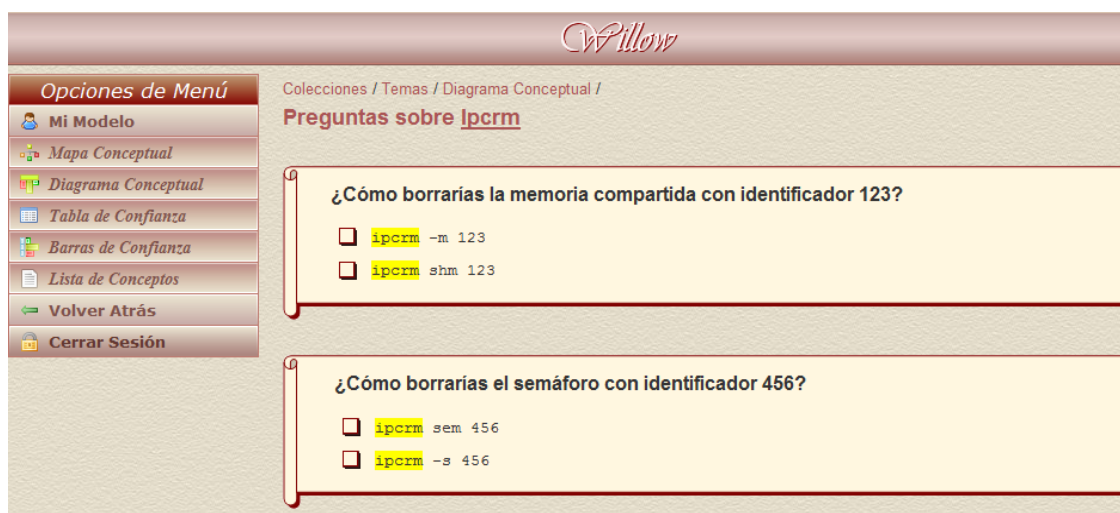 Willow
Opciones de Menú
Mi Modelo
Mapa Conceptual
Diagrama Conceptual
Tabla de Confianza
Barras de Confianza
Lista de Conceptos
Volver Atrás
Cerrar Sesión
Colecciones / Temas / Diagrama Conceptual /
Preguntas sobre Ipcrm
¿Cómo borrarías la memoria compartida con identificador 123?
ipcrm -m 123
ipcrm shm 123
¿Cómo borrarías el semáforo con identificador 456?
ipcrm sem 456
ipcrm -s 456